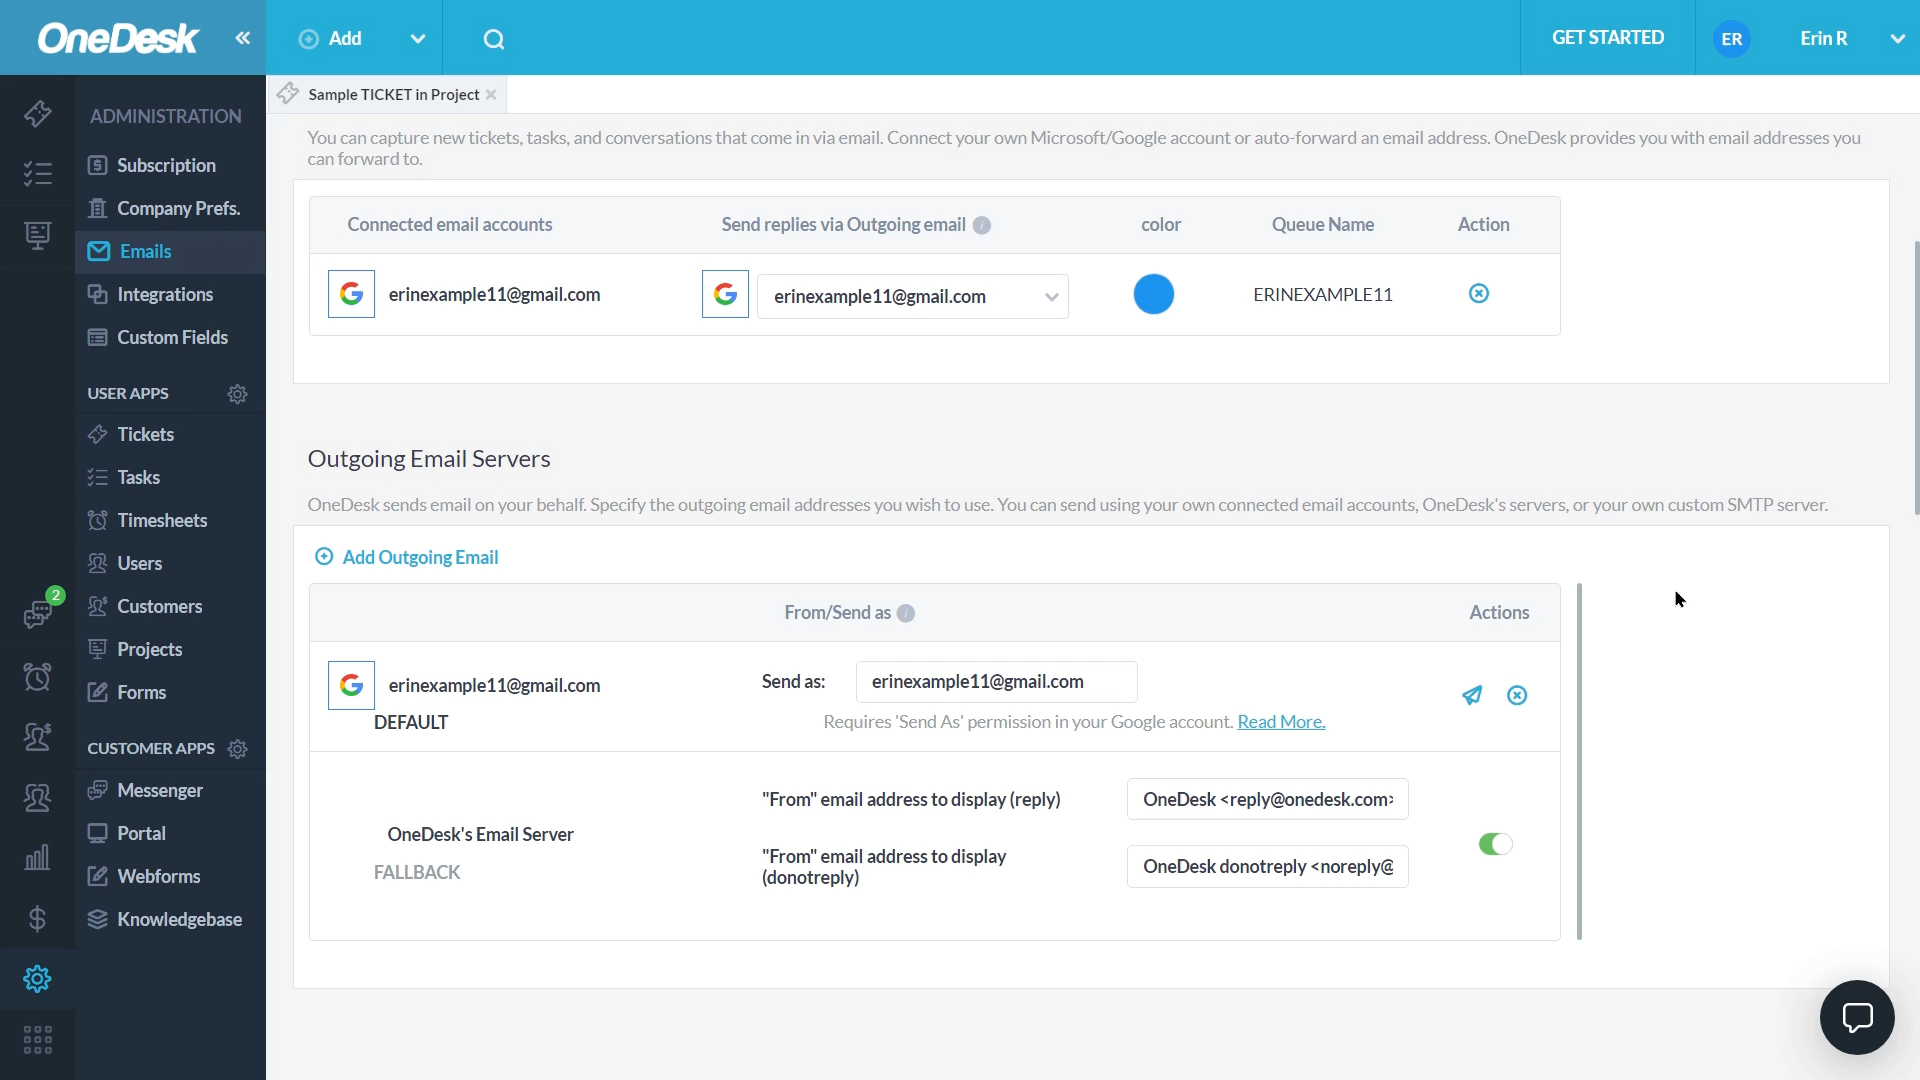 OneDesk
Add
GET STARTED
ER
Erin R
Sample TICKET in Project
ADMINISTRATION
Subscription
Company Prefs.
Emails
Integrations
Custom Fields
USER APPS
Tickets
Tasks
Timesheets
Users
Customers
Projects
Forms
CUSTOMER APPS
Messenger
Portal
Webforms
Knowledgebase
2
You can capture new tickets, tasks, and conversations that come in via email. Connect your own Microsoft/Google account or auto-forward an email address. OneDesk provides you with email addresses you
can forward to.
Connected email accounts
Send replies via Outgoing email
color
Queue Name
Action
erinexample11@gmail.com
erinexample11@gmail.com
ERINEXAMPLE11
Outgoing Email Servers
OneDesk sends email on your behalf. Specify the outgoing email addresses you wish to use. You can send using your own connected email accounts, OneDesk's servers, or your own custom SMTP server.
Add Outgoing Email
From/Send as
Actions
erinexample11@gmail.com
DEFAULT
Send as:
erinexample11@gmail.com
Requires 'Send As' permission in your Google account. Read More.
OneDesk's Email Server
FALLBACK
"From" email address to display (reply)
OneDesk <reply@onedesk.com>
"From" email address to display
(donotreply)
OneDesk donotreply <noreply@